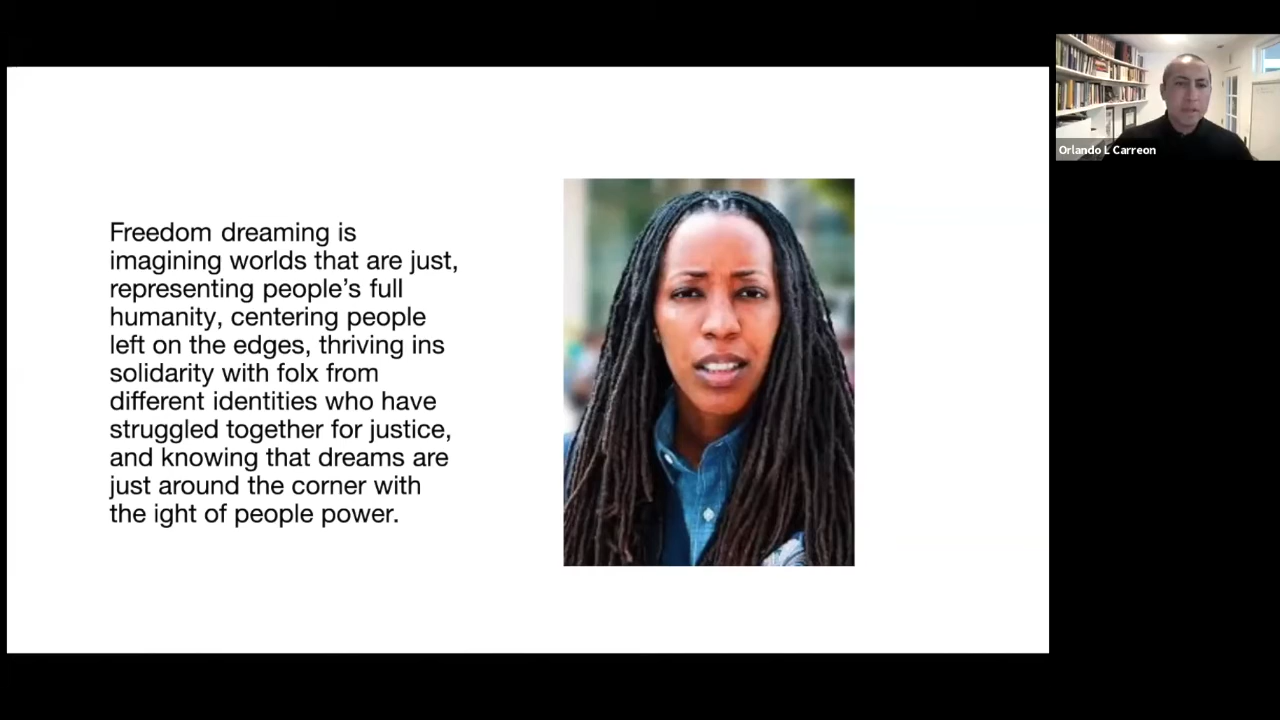 Freedom dreaming is
imagining worlds that are just,
representing people’s full
humanity, centering people
left on the edges, thriving ins
solidarity with folx from
different identities who have
struggled together for justice,
and knowing that dreams are
just around the corner with
the ight of people power.
Orlando L Carreon